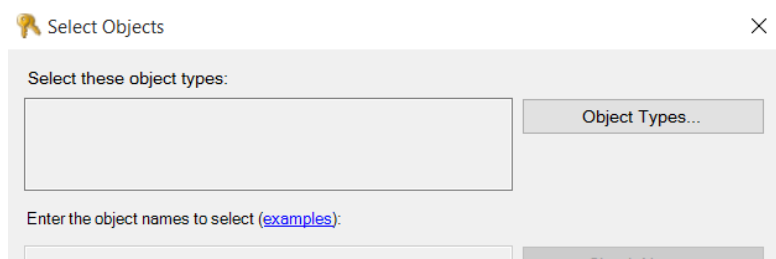 Select Objects
Select these object types:
Object Types...
Enter the object names to select (examples):